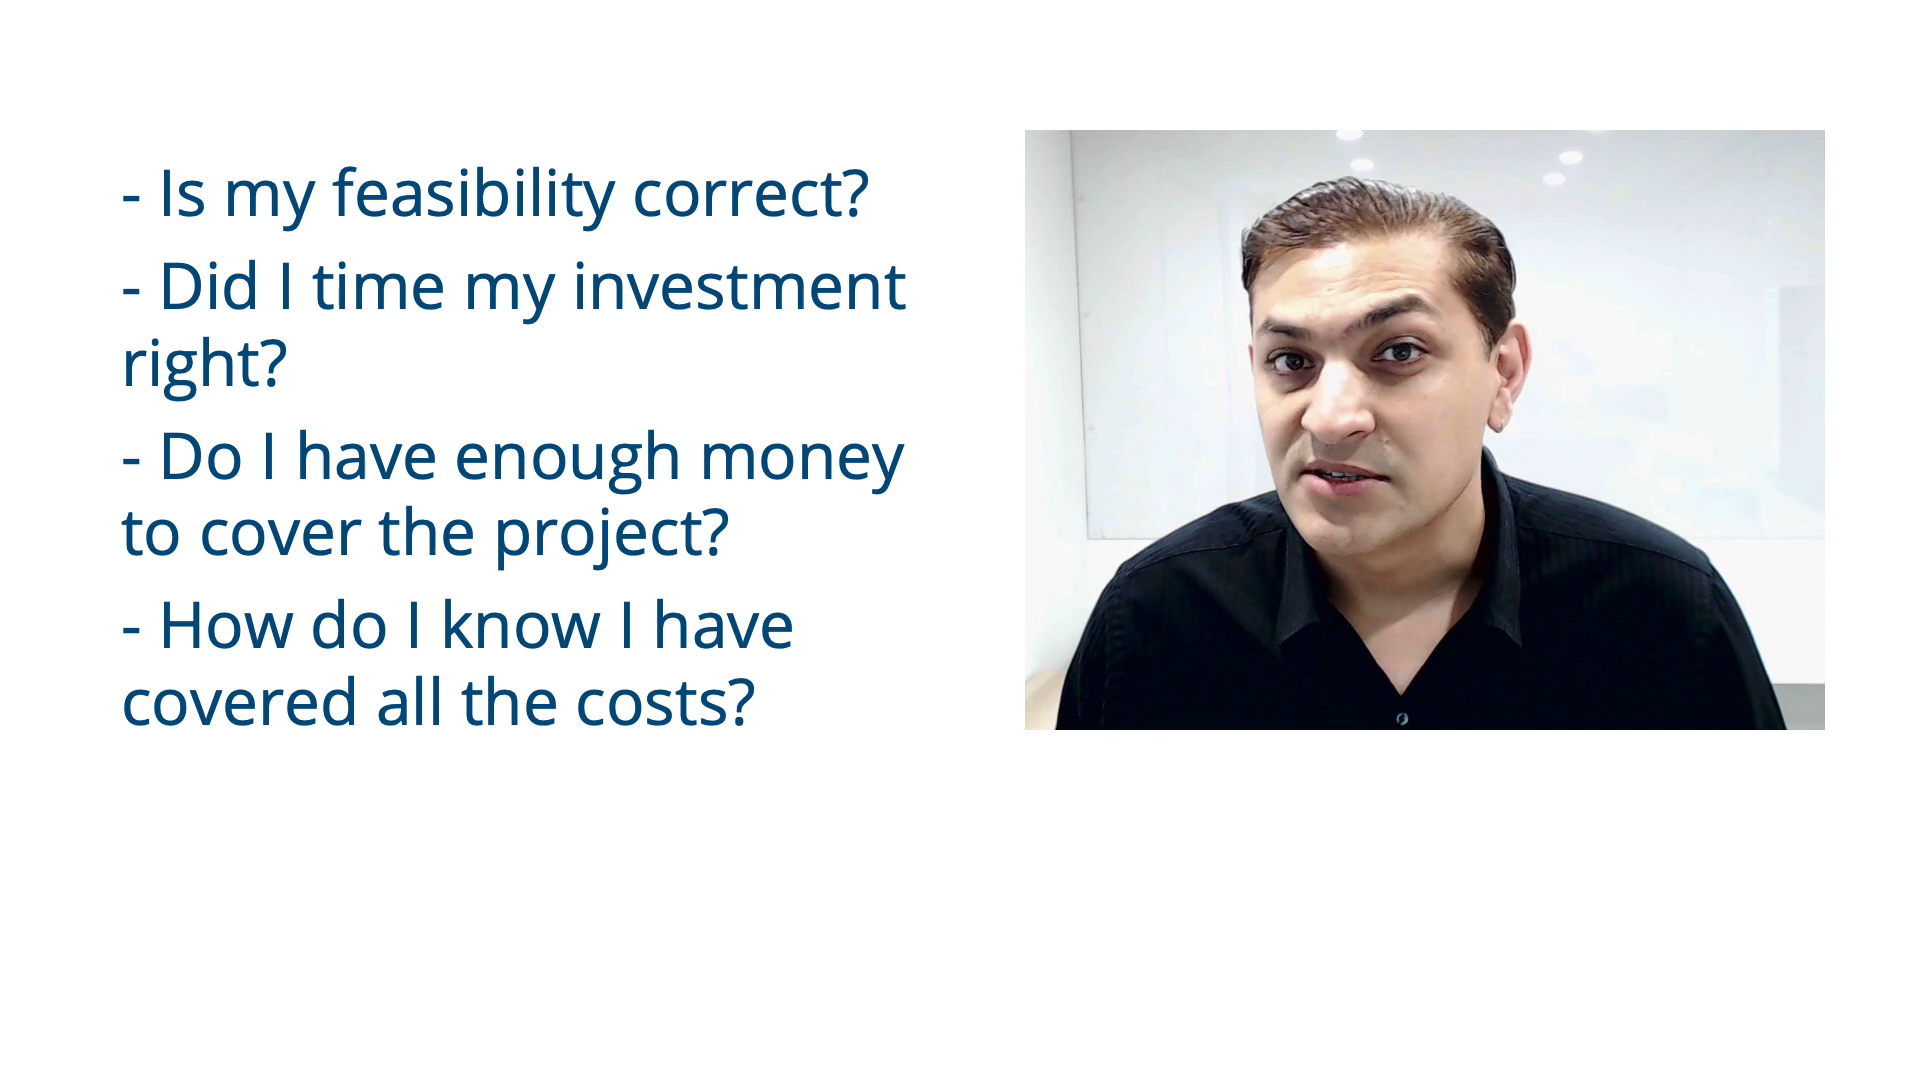 - Is my feasibility correct?
- Did I time my investment
right?
- Do I have enough money
to cover the project?
- How do I know I have
covered all the costs?